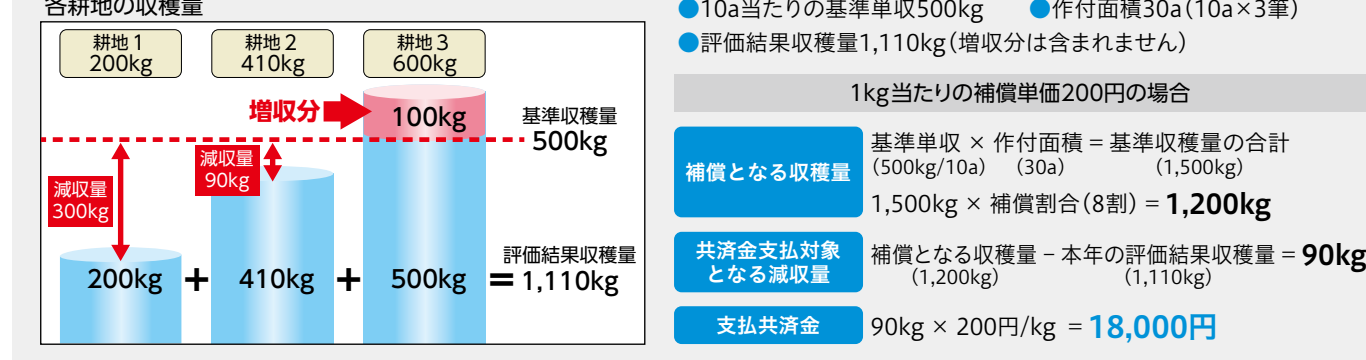 各耕地の収穫量
耕地1
200kg
耕地2
410kg
耕地3
600kg
増収分
100kg
基準収穫量
500kg
減収量
300kg
減収量
90kg
200kg + 410kg + 500kg = 1,110kg
評価結果収穫量
●10a当たりの基準単収500kg ●作付面積30a(10a×3筆)
●評価結果収穫量1,110kg(増収分は含まれません)
1kg当たりの補償単価200円の場合
補償となる収穫量
基準単収 × 作付面積 = 基準収穫量の合計
(500kg/10a) (30a) (1,500kg)
1,500kg × 補償割合(8割) = 1,200kg
共済金支払対象
となる減収量
補償となる収穫量 − 本年の評価結果収穫量 = 90kg
(1,200kg) (1,110kg)
支払共済金
90kg × 200円/kg = 18,000円